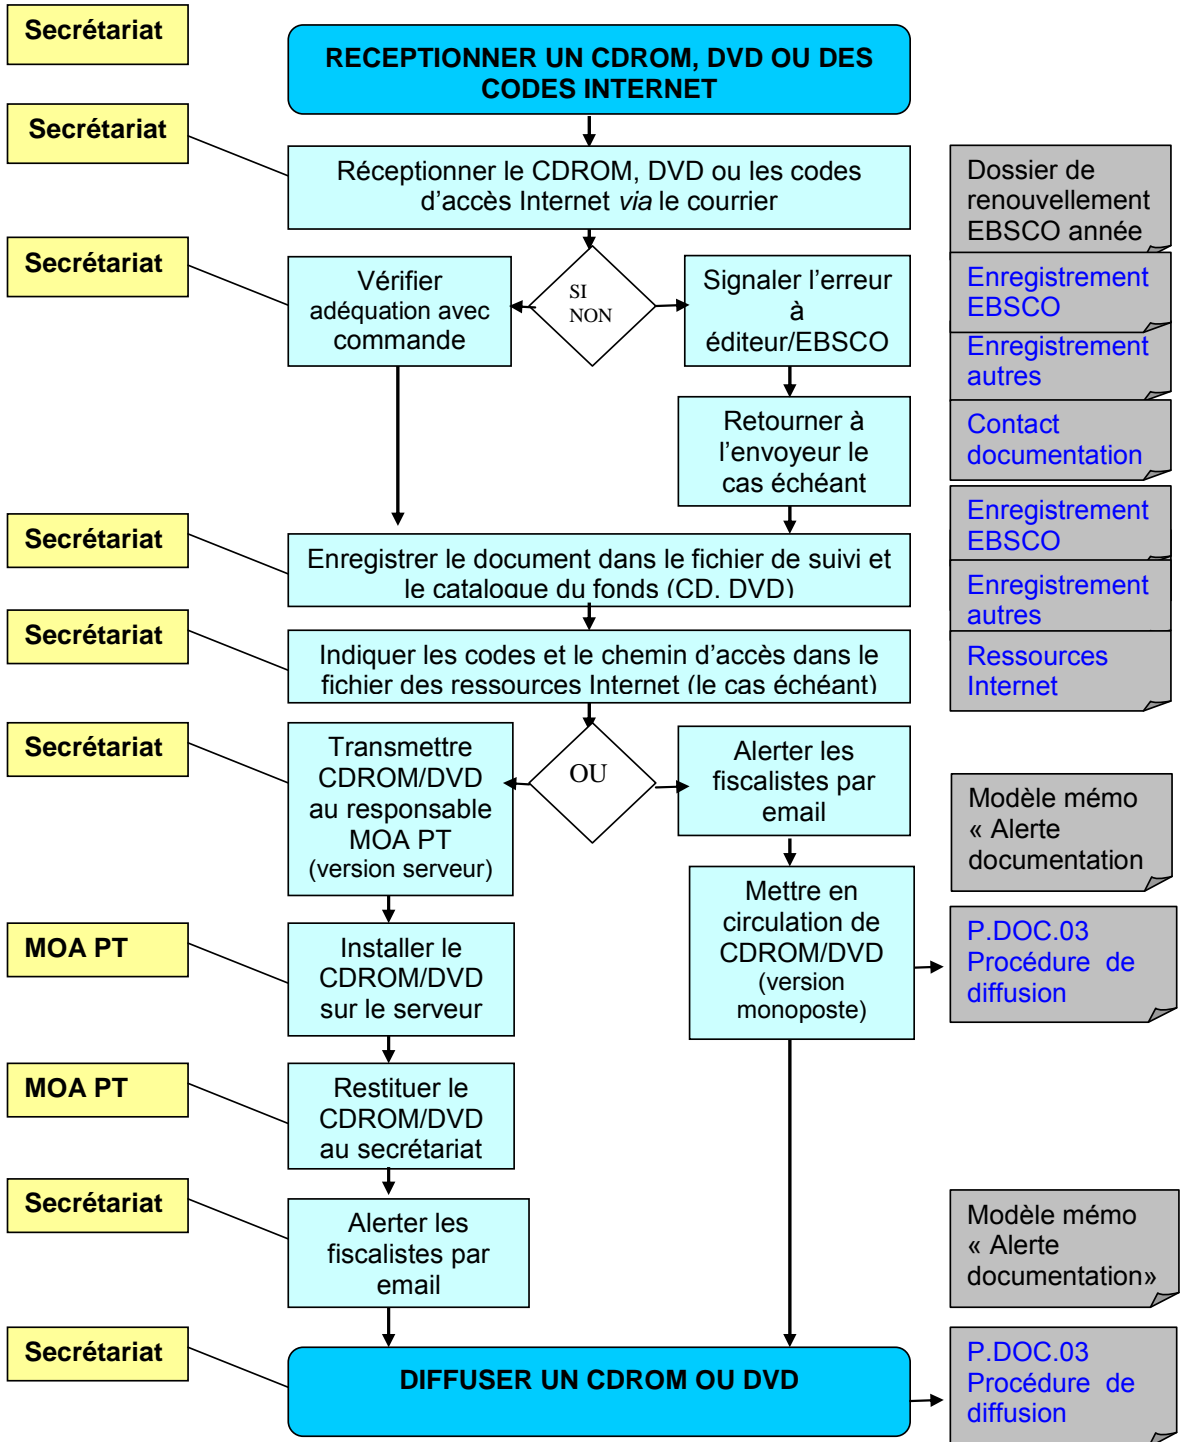 Secrétariat
RECEPTIONNER UN CDROM, DVD OU DES
CODES INTERNET
Secrétariat
Réceptionner le CDROM, DVD ou les codes
d'accès Internet via le courrier
Dossier de
renouvellement
EBSCO année
Secrétariat
Vérifier
adéquation avec
commande
SI
NON
Signaler l'erreur
à
éditeur/EBSCO
Enregistrement
EBSCO
Enregistrement
autres
Retourner à
l'envoyeur le
cas échéant
Contact
documentation
Secrétariat
Enregistrer le document dans le fichier de suivi et
le catalogue du fonds (CD, DVD)
Enregistrement
EBSCO
Enregistrement
autres
Secrétariat
Indiquer les codes et le chemin d'accès dans le
fichier des ressources Internet (le cas échéant)
Ressources
Internet
Secrétariat
Transmettre
CDROM/DVD
au responsable
MOA PT
(version serveur)
OU
Alerter les
fiscalistes par
email
Modèle mémo
« Alerte
documentation
MOA PT
Installer le
CDROM/DVD
sur le serveur
Mettre en
circulation de
CDROM/DVD
(version
monoposte)
P.DOC.03
Procédure de
diffusion
MOA PT
Restituer le
CDROM/DVD
au secrétariat
Secrétariat
Alerter les
fiscalistes par
email
Modèle mémo
« Alerte
documentation»
Secrétariat
DIFFUSER UN CDROM OU DVD
P.DOC.03
Procédure de
diffusion